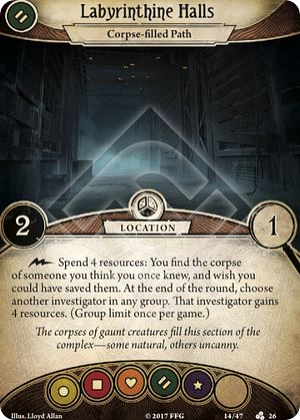 Labyrinthine Halls
Corpse-filled Path
2
LOCATION
1
Spend 4 resources: You find the corpse
of someone you think you once knew, and wish you
could have saved them. At the end of the round, choose
another investigator in any group. That investigator gains
4 resources. (Group limit once per game.)
The corpses of gaunt creatures fill this section of the
complex—some natural, others uncanny.
Illus. Lloyd Allan
© 2017 FFG
14/47
26